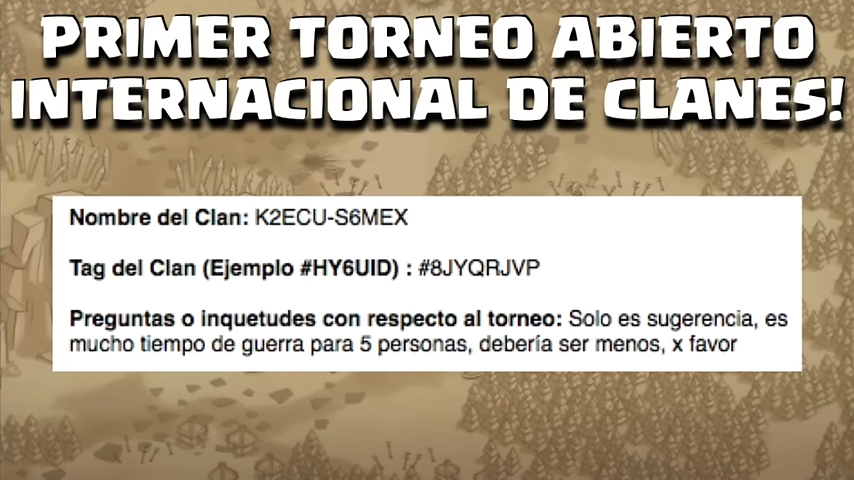 PRIMER TORNEO ABIERTO
INTERNACIONAL DE CLANES!
Nombre del Clan: K2ECU-S6MEX
Tag del Clan (Ejemplo #HY6UID) : #8JYQRJVP
Preguntas o inquetudes con respecto al torneo: Solo es sugerencia, es
mucho tiempo de guerra para 5 personas, debería ser menos, x favor